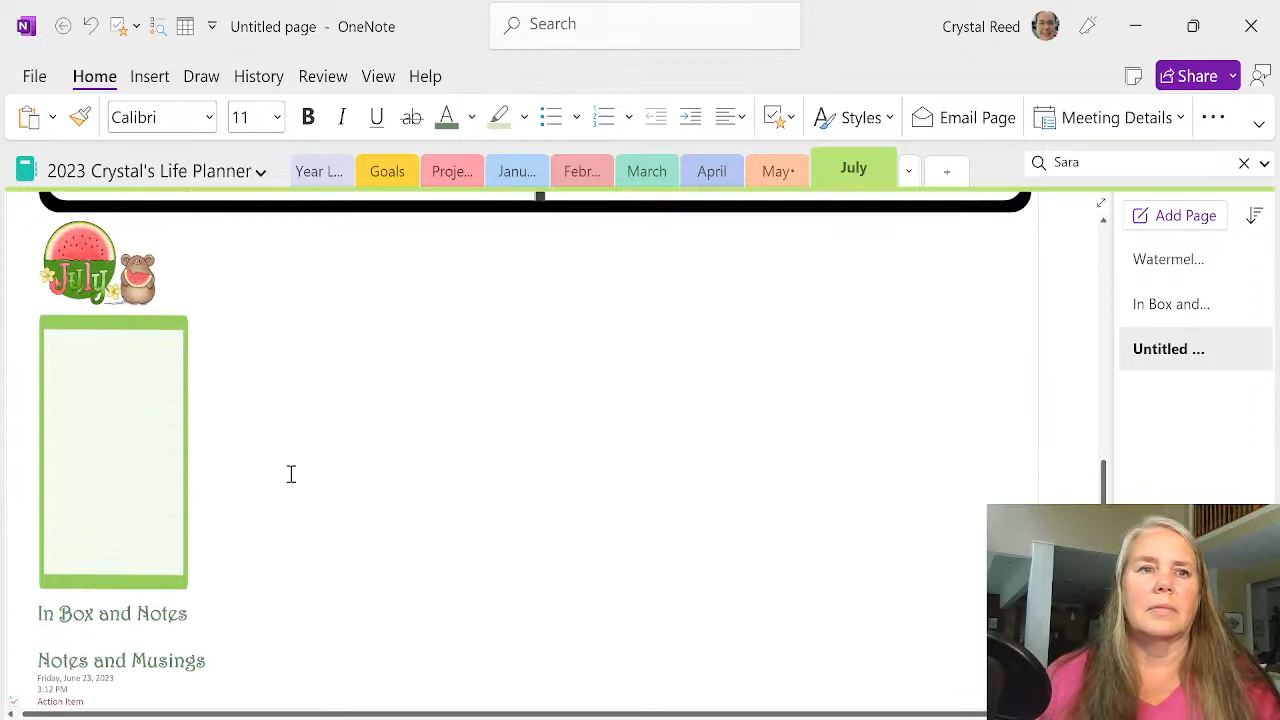 Untitled page - OneNote
Search
Crystal Reed
File Home Insert Draw History Review View Help
Share
Calibri 11 B I U ab A Styles Email Page Meeting Details
2023 Crystal's Life Planner Year L... Goals Proje... Janu... Febr... March April May• July + Sara
Add Page
Watermel...
In Box and...
Untitled ...
July
In Box and Notes
Notes and Musings
Friday, June 23, 2023
3:12 PM
Action Item